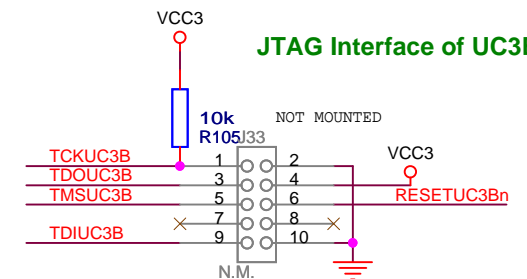 VCC3
JTAG Interface of UC3
10k
R105
J33
NOT MOUNTED
VCC3
TCKUC3B 1 2
TDOUC3B 3 4
TMSUC3B 5 6 RESETUC3Bn
7 8
TDIUC3B 9 10
N.M.